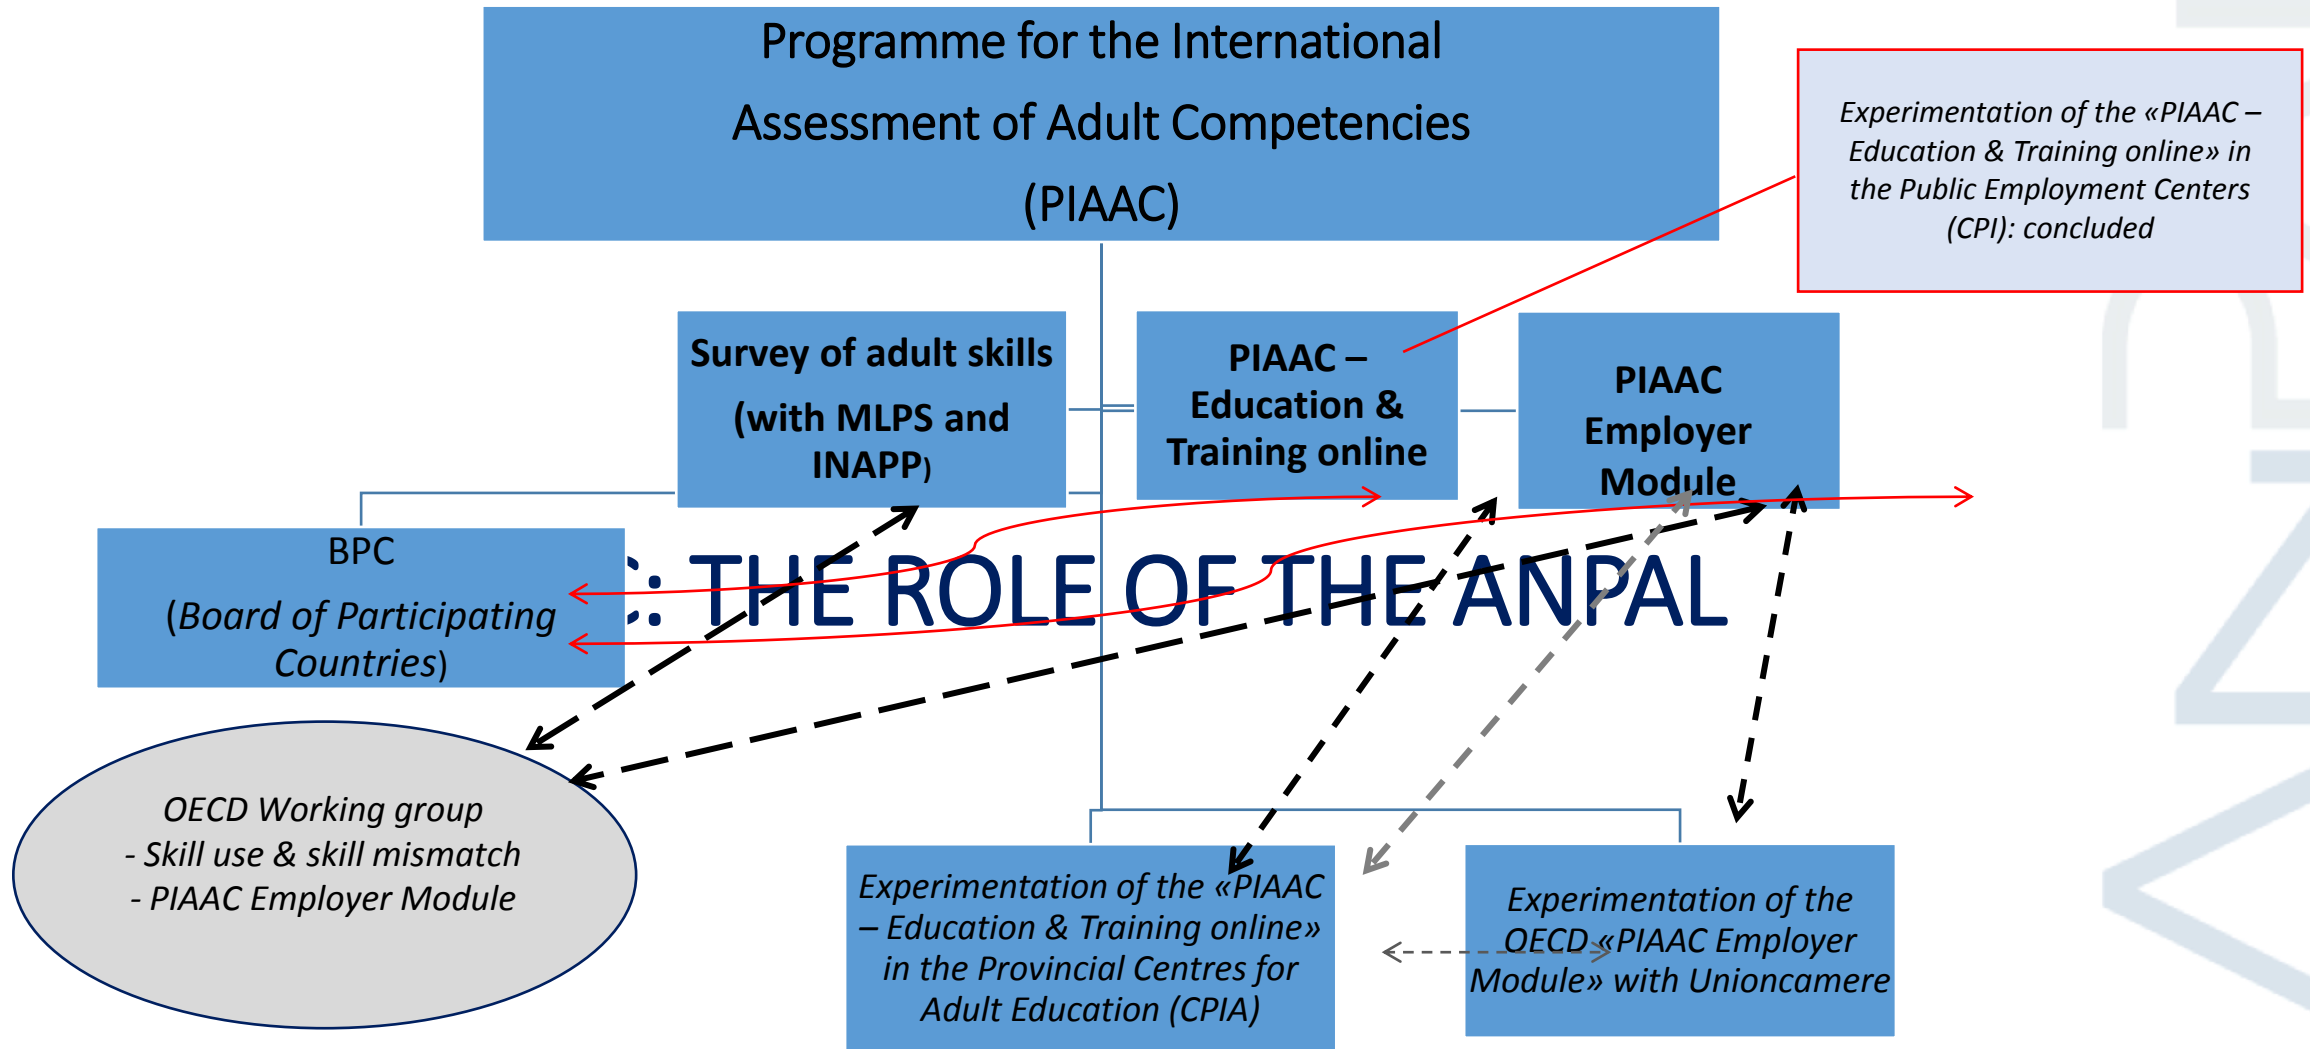 Programme for the International
Assessment of Adult Competencies
(PIAAC)
Experimentation of the «PIAAC –
Education & Training online» in
the Public Employment Centers
(CPI): concluded
Survey of adult skills
(with MLPS and
INAPP)
PIAAC –
Education &
Training online
PIAAC
Employer
Module
BPC
(Board of Participating
Countries)
C: THE ROLE OF THE ANPAL
OECD Working group
- Skill use & skill mismatch
- PIAAC Employer Module
Experimentation of the «PIAAC
– Education & Training online»
in the Provincial Centres for
Adult Education (CPIA)
Experimentation of the
OECD «PIAAC Employer
Module» with Unioncamere